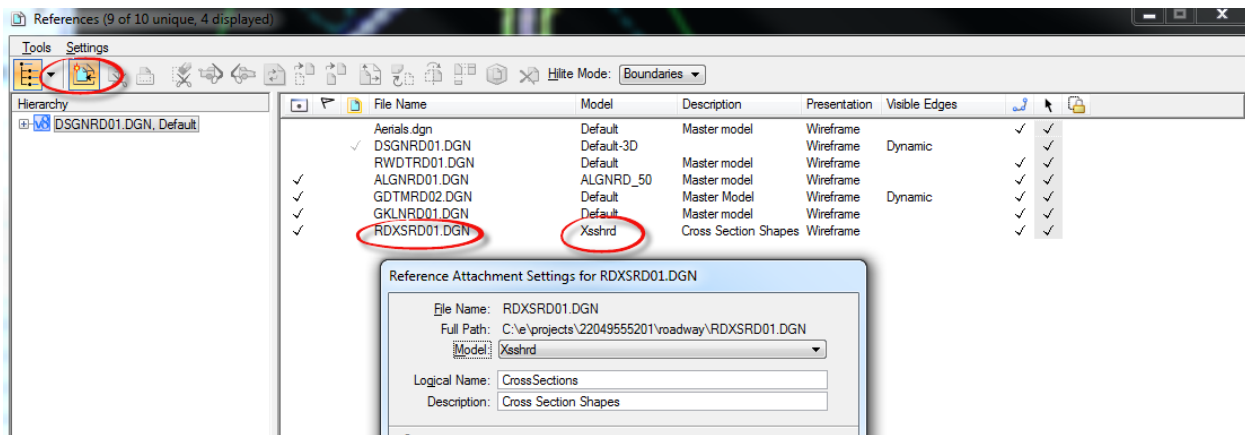 References (9 of 10 unique, 4 displayed)
Tools Settings
Hilite Mode: Boundaries
Hierarchy File Name Model Description Presentation Visible Edges
DSGNRD01.DGN, Default
Aerials.dgn Default Master model Wireframe
DSGNRD01.DGN Default-3D Wireframe Dynamic
RWDTRD01.DGN Default Master model Wireframe
ALGNRD01.DGN ALGNRD_50 Master model Wireframe
GDTMRD02.DGN Default Master Model Wireframe Dynamic
GKLNRD01.DGN Default Master model Wireframe
RDXSRD01.DGN Xsshrd Cross Section Shapes Wireframe
Reference Attachment Settings for RDXSRD01.DGN
File Name: RDXSRD01.DGN
Full Path: C:\e\projects\22049555201\roadway\RDXSRD01.DGN
Model: Xsshrd
Logical Name: CrossSections
Description: Cross Section Shapes